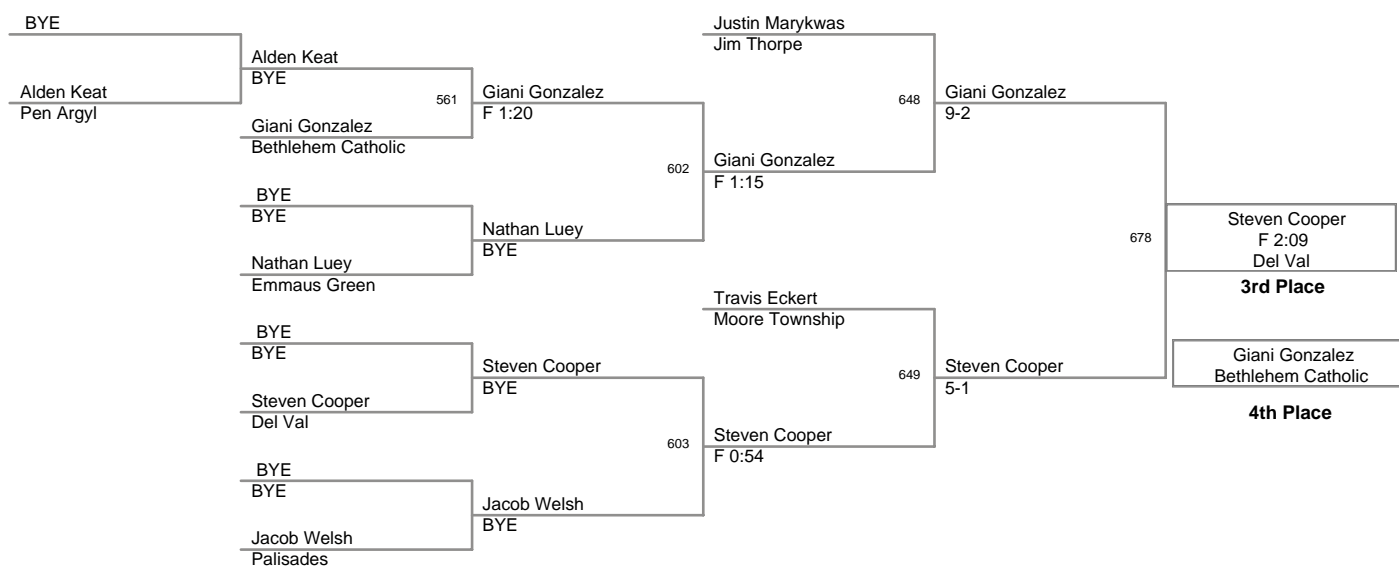 BYE
Alden Keat
Pen Argyl
Alden Keat
BYE
561
Giani Gonzalez
Bethlehem Catholic
BYE
BYE
Nathan Luey
Emmaus Green
BYE
BYE
Steven Cooper
Del Val
BYE
BYE
Jacob Welsh
Palisades
Giani Gonzalez
F 1:20
602
Nathan Luey
BYE
Steven Cooper
BYE
603
Jacob Welsh
BYE
Justin Marykwas
Jim Thorpe
648
Giani Gonzalez
F 1:15
Travis Eckert
Moore Township
649
Steven Cooper
F 0:54
Giani Gonzalez
9-2
678
Steven Cooper
5-1
Steven Cooper
F 2:09
Del Val
3rd Place
Giani Gonzalez
Bethlehem Catholic
4th Place